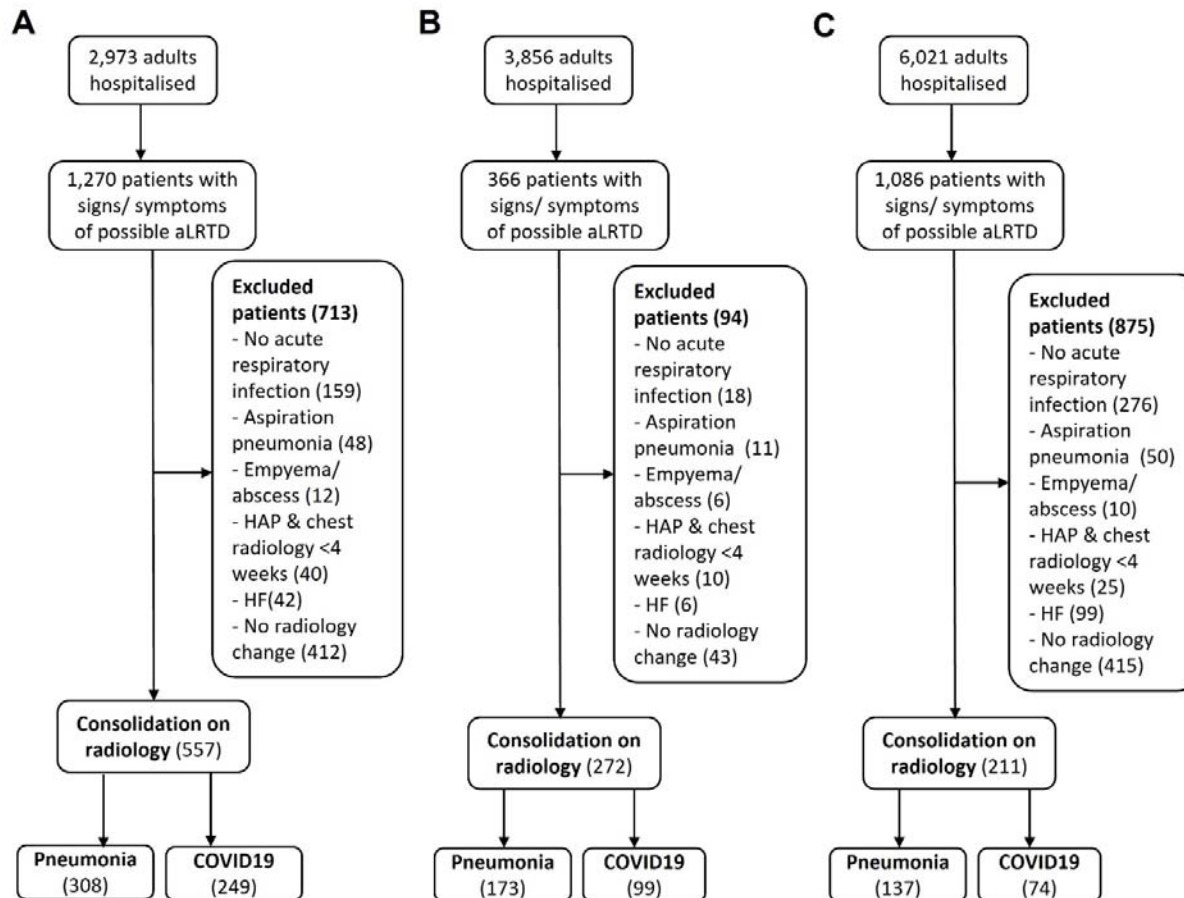 A
2,973 adults
hospitalised
1,270 patients with
signs/ symptoms
of possible aLRTD
Excluded
patients (713)
- No acute
respiratory
infection (159)
- Aspiration
pneumonia (48)
- Empyema/
abscess (12)
- HAP & chest
radiology <4
weeks (40)
- HF(42)
- No radiology
change (412)
Consolidation on
radiology (557)
Pneumonia
(308)
COVID19
(249)
B
3,856 adults
hospitalised
366 patients with
signs/ symptoms
of possible aLRTD
Excluded
patients (94)
- No acute
respiratory
infection (18)
- Aspiration
pneumonia (11)
- Empyema/
abscess (6)
- HAP & chest
radiology <4
weeks (10)
- HF (6)
- No radiology
change (43)
Consolidation on
radiology (272)
Pneumonia
(173)
COVID19
(99)
C
6,021 adults
hospitalised
1,086 patients with
signs/ symptoms
of possible aLRTD
Excluded
patients (875)
- No acute
respiratory
infection (276)
- Aspiration
pneumonia (50)
- Empyema/
abscess (10)
- HAP & chest
radiology <4
weeks (25)
- HF (99)
- No radiology
change (415)
Consolidation on
radiology (211)
Pneumonia
(137)
COVID19
(74)